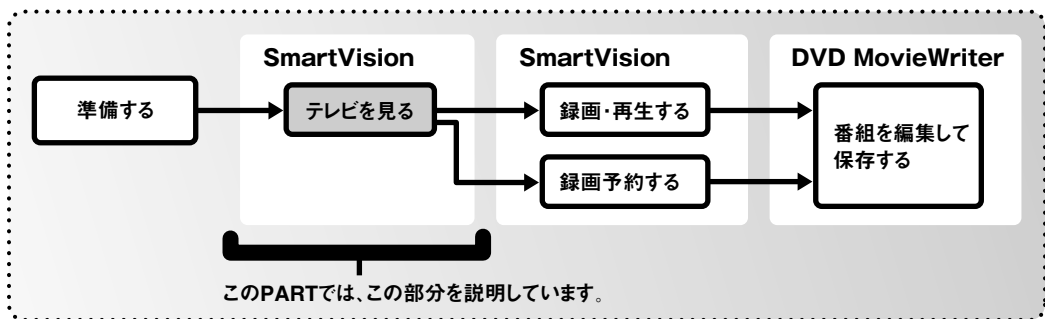 SmartVision
SmartVision
DVD MovieWriter
準備する
テレビを見る
録画・再生する
録画予約する
番組を編集して
保存する
このPARTでは、この部分を説明しています。